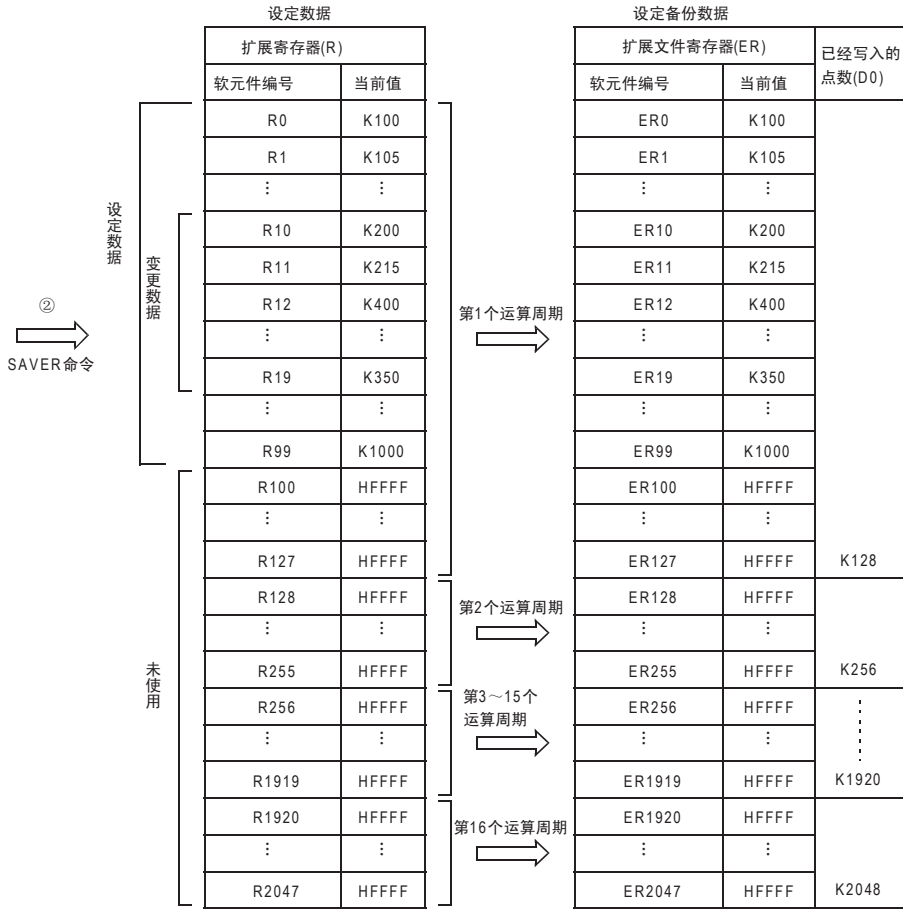 设定数据
设定备份数据
扩展寄存器(R)
扩展文件寄存器(ER)
已经写入的
点数(D0)
软元件编号 当前值
软元件编号 当前值
R0 K100 ER0 K100
R1 K105 ER1 K105
⋮ ⋮ ⋮ ⋮
R10 K200 ER10 K200
R11 K215 ER11 K215
R12 K400 ER12 K400
⋮ ⋮ ⋮ ⋮
R19 K350 ER19 K350
⋮ ⋮ ⋮ ⋮
R99 K1000 ER99 K1000
R100 HFFFF ER100 HFFFF
⋮ ⋮ ⋮ ⋮
R127 HFFFF ER127 HFFFF K128
R128 HFFFF ER128 HFFFF
⋮ ⋮ ⋮ ⋮
R255 HFFFF ER255 HFFFF K256
R256 HFFFF ER256 HFFFF
⋮ ⋮ ⋮ ⋮
R1919 HFFFF ER1919 HFFFF K1920
R1920 HFFFF ER1920 HFFFF
⋮ ⋮ ⋮ ⋮
R2047 HFFFF ER2047 HFFFF K2048
设定数据
变更数据
未使用
②
SAVER命令
第1个运算周期
第2个运算周期
第3～15个
运算周期
第16个运算周期